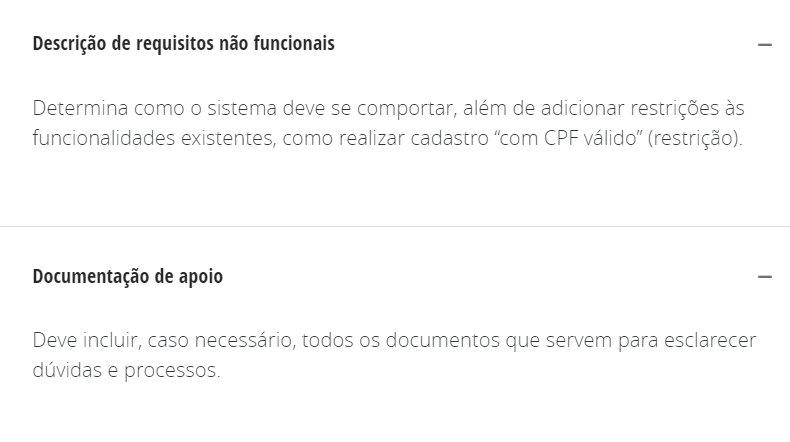 Descrição de requisitos não funcionais
Determina como o sistema deve se comportar, além de adicionar restrições às
funcionalidades existentes, como realizar cadastro “com CPF válido” (restrição).
Documentação de apoio
Deve incluir, caso necessário, todos os documentos que servem para esclarecer
dúvidas e processos.